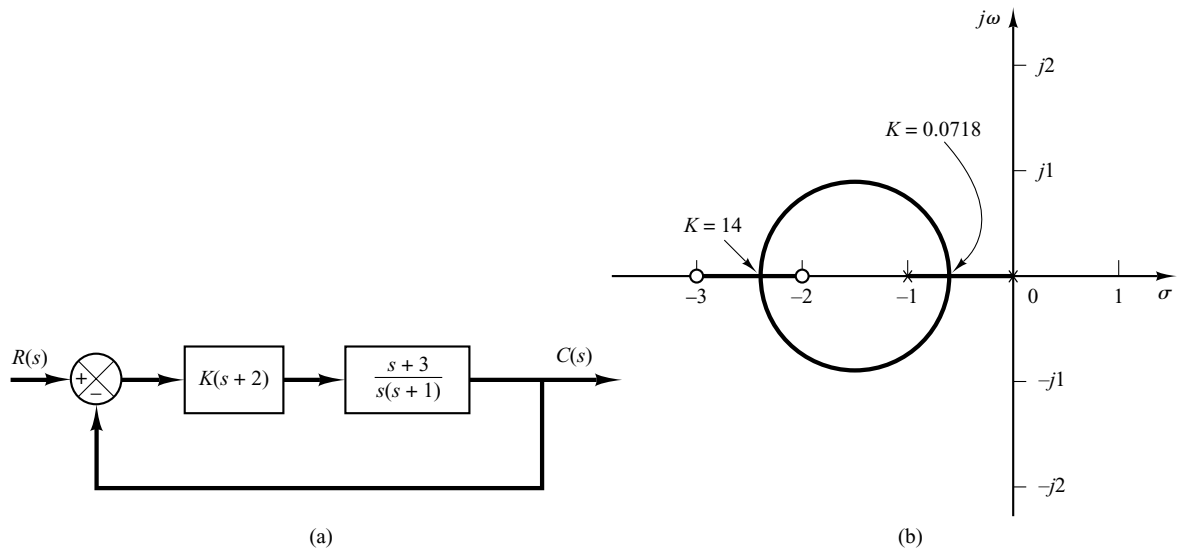 R(s)
+
−
K(s + 2)
s + 3
s(s + 1)
C(s)
(a)
jω
j2
K = 0.0718
j1
K = 14
−3
−2
−1
0
1
σ
−j1
−j2
(b)